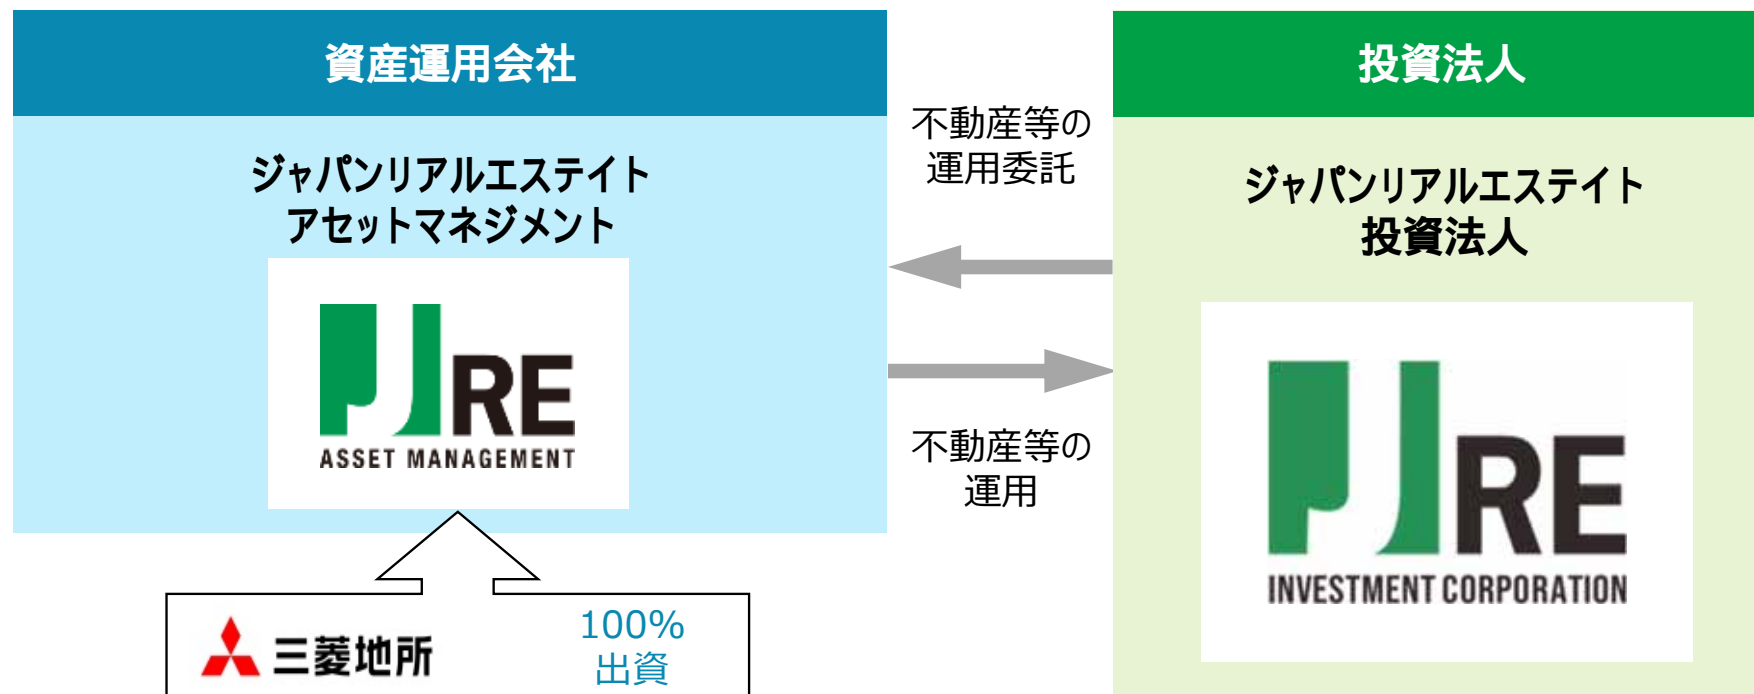 資産運用会社
ジャパンリアルエステイト
アセットマネジメント
JRE
ASSET MANAGEMENT
三菱地所
100%
出資
不動産等の
運用委託
不動産等の
運用
投資法人
ジャパンリアルエステイト
投資法人
JRE
INVESTMENT CORPORATION